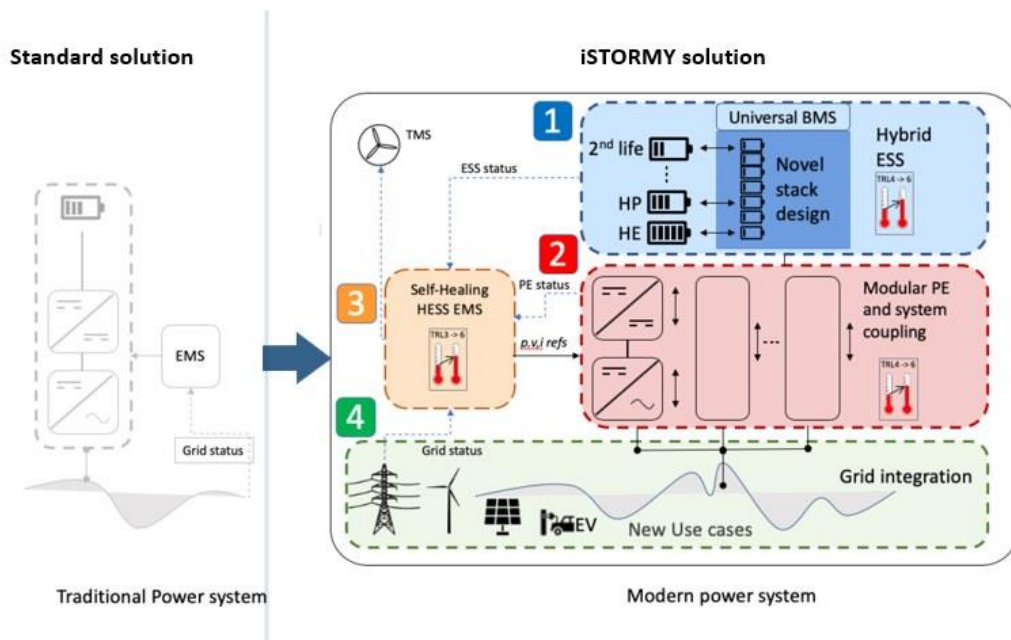 Standard solution
iSTORMY solution
EMS
Grid status
Traditional Power system
TMS
ESS status
1
Universal BMS
2nd life
HP
HE
Novel
stack
design
Hybrid
ESS
TRL4 -> 6
2
PE status
3
Self-Healing
HESS EMS
TRL3 -> 6
p,v,i refs
Modular PE
and system
coupling
...
TRL4 -> 6
4
Grid status
Grid integration
EV
New Use cases
Modern power system